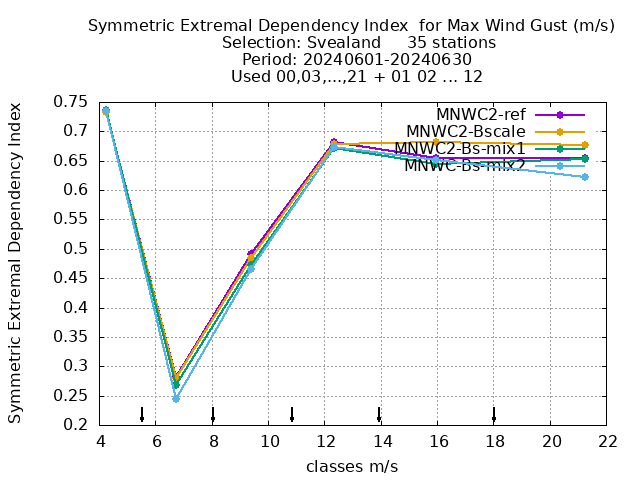 Symmetric Extremal Dependency Index  for Max Wind Gust (m/s)
Selection: Svealand     35 stations
Period: 20240601-20240630
Used 00,03,...,21 + 01 02 ... 12
Symmetric Extremal Dependency Index
0.75
0.7
0.65
0.6
0.55
0.5
0.45
0.4
0.35
0.3
0.25
0.2
MNWC2-ref
MNWC2-Bscale
MNWC2-Bs-mix1
MNWC-Bs-mix2
4 6 8 10 12 14 16 18 20 22
classes m/s